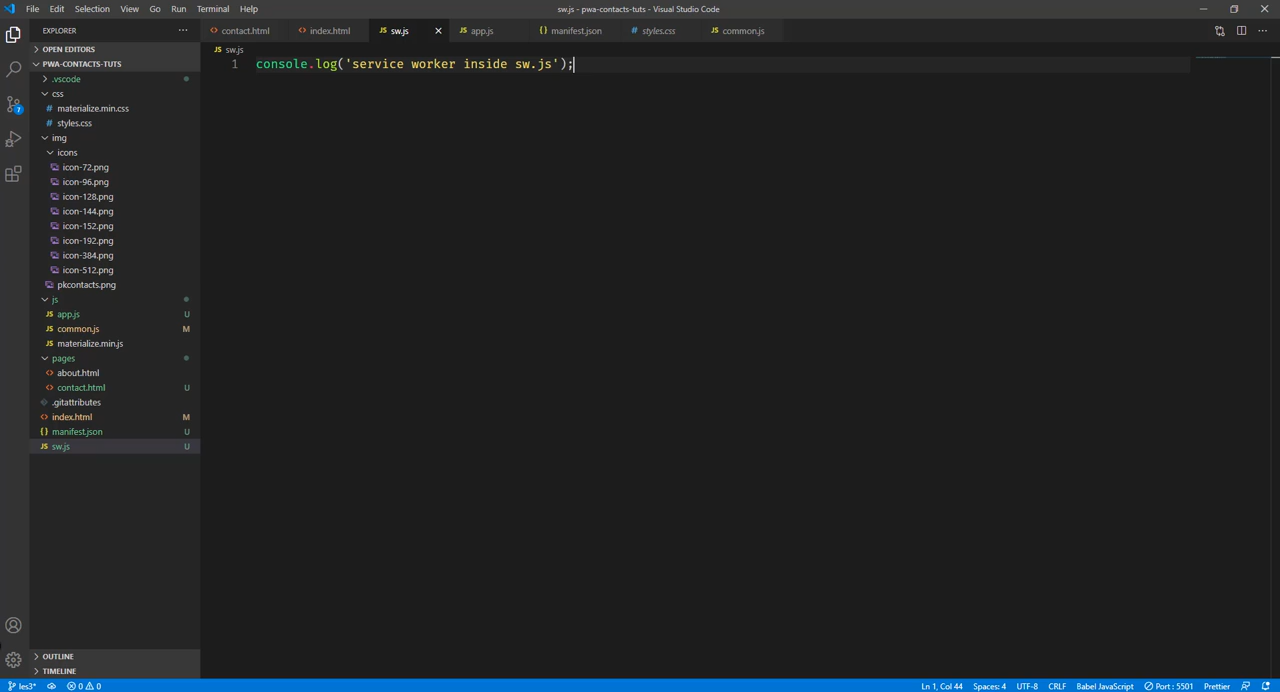 File Edit Selection View Go Run Terminal Help
sw.js - pwa-contacts-tuts - Visual Studio Code
EXPLORER
contact.html index.html sw.js app.js manifest.json styles.css common.js
OPEN EDITORS
PWA-CONTACTS-TUTS
.vscode
css
materialize.min.css
styles.css
img
icons
icon-72.png
icon-96.png
icon-128.png
icon-144.png
icon-152.png
icon-192.png
icon-384.png
icon-512.png
pkcontacts.png
js
app.js U
common.js M
materialize.min.js
pages
about.html
contact.html U
.gitattributes
index.html M
manifest.json U
sw.js U
7
OUTLINE
TIMELINE
sw.js
1 console.log('service worker inside sw.js');
les3* 0 0 Ln 1, Col 44 Spaces: 4 UTF-8 CRLF Babel JavaScript Port : 5501 Prettier